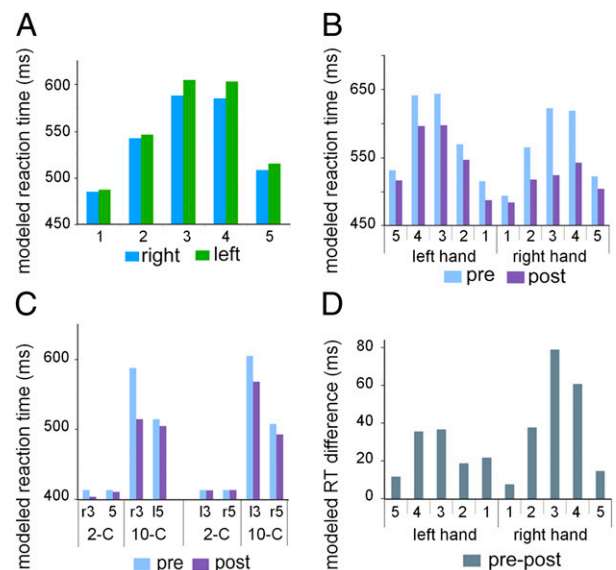 A
modeled reaction time (ms)
600
550
500
450
1 2 3 4 5
right left
B
modeled reaction time (ms)
650
550
450
5 4 3 2 1 1 2 3 4 5
left hand right hand
pre post
C
modeled reaction time (ms)
600
500
400
r3 5 r3 l5 l3 r5 l3 r5
2-C 10-C 2-C 10-C
pre post
D
modeled RT difference (ms)
80
60
40
20
0
5 4 3 2 1 1 2 3 4 5
left hand right hand
pre-post